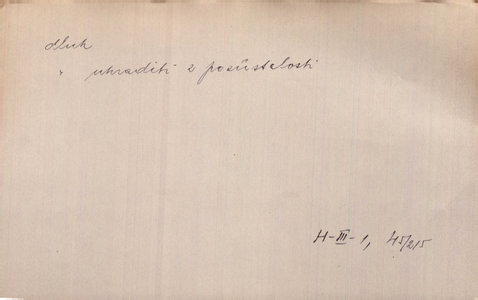 dluh
" uhraditi z pozůstalosti
H-III-1, 45/215